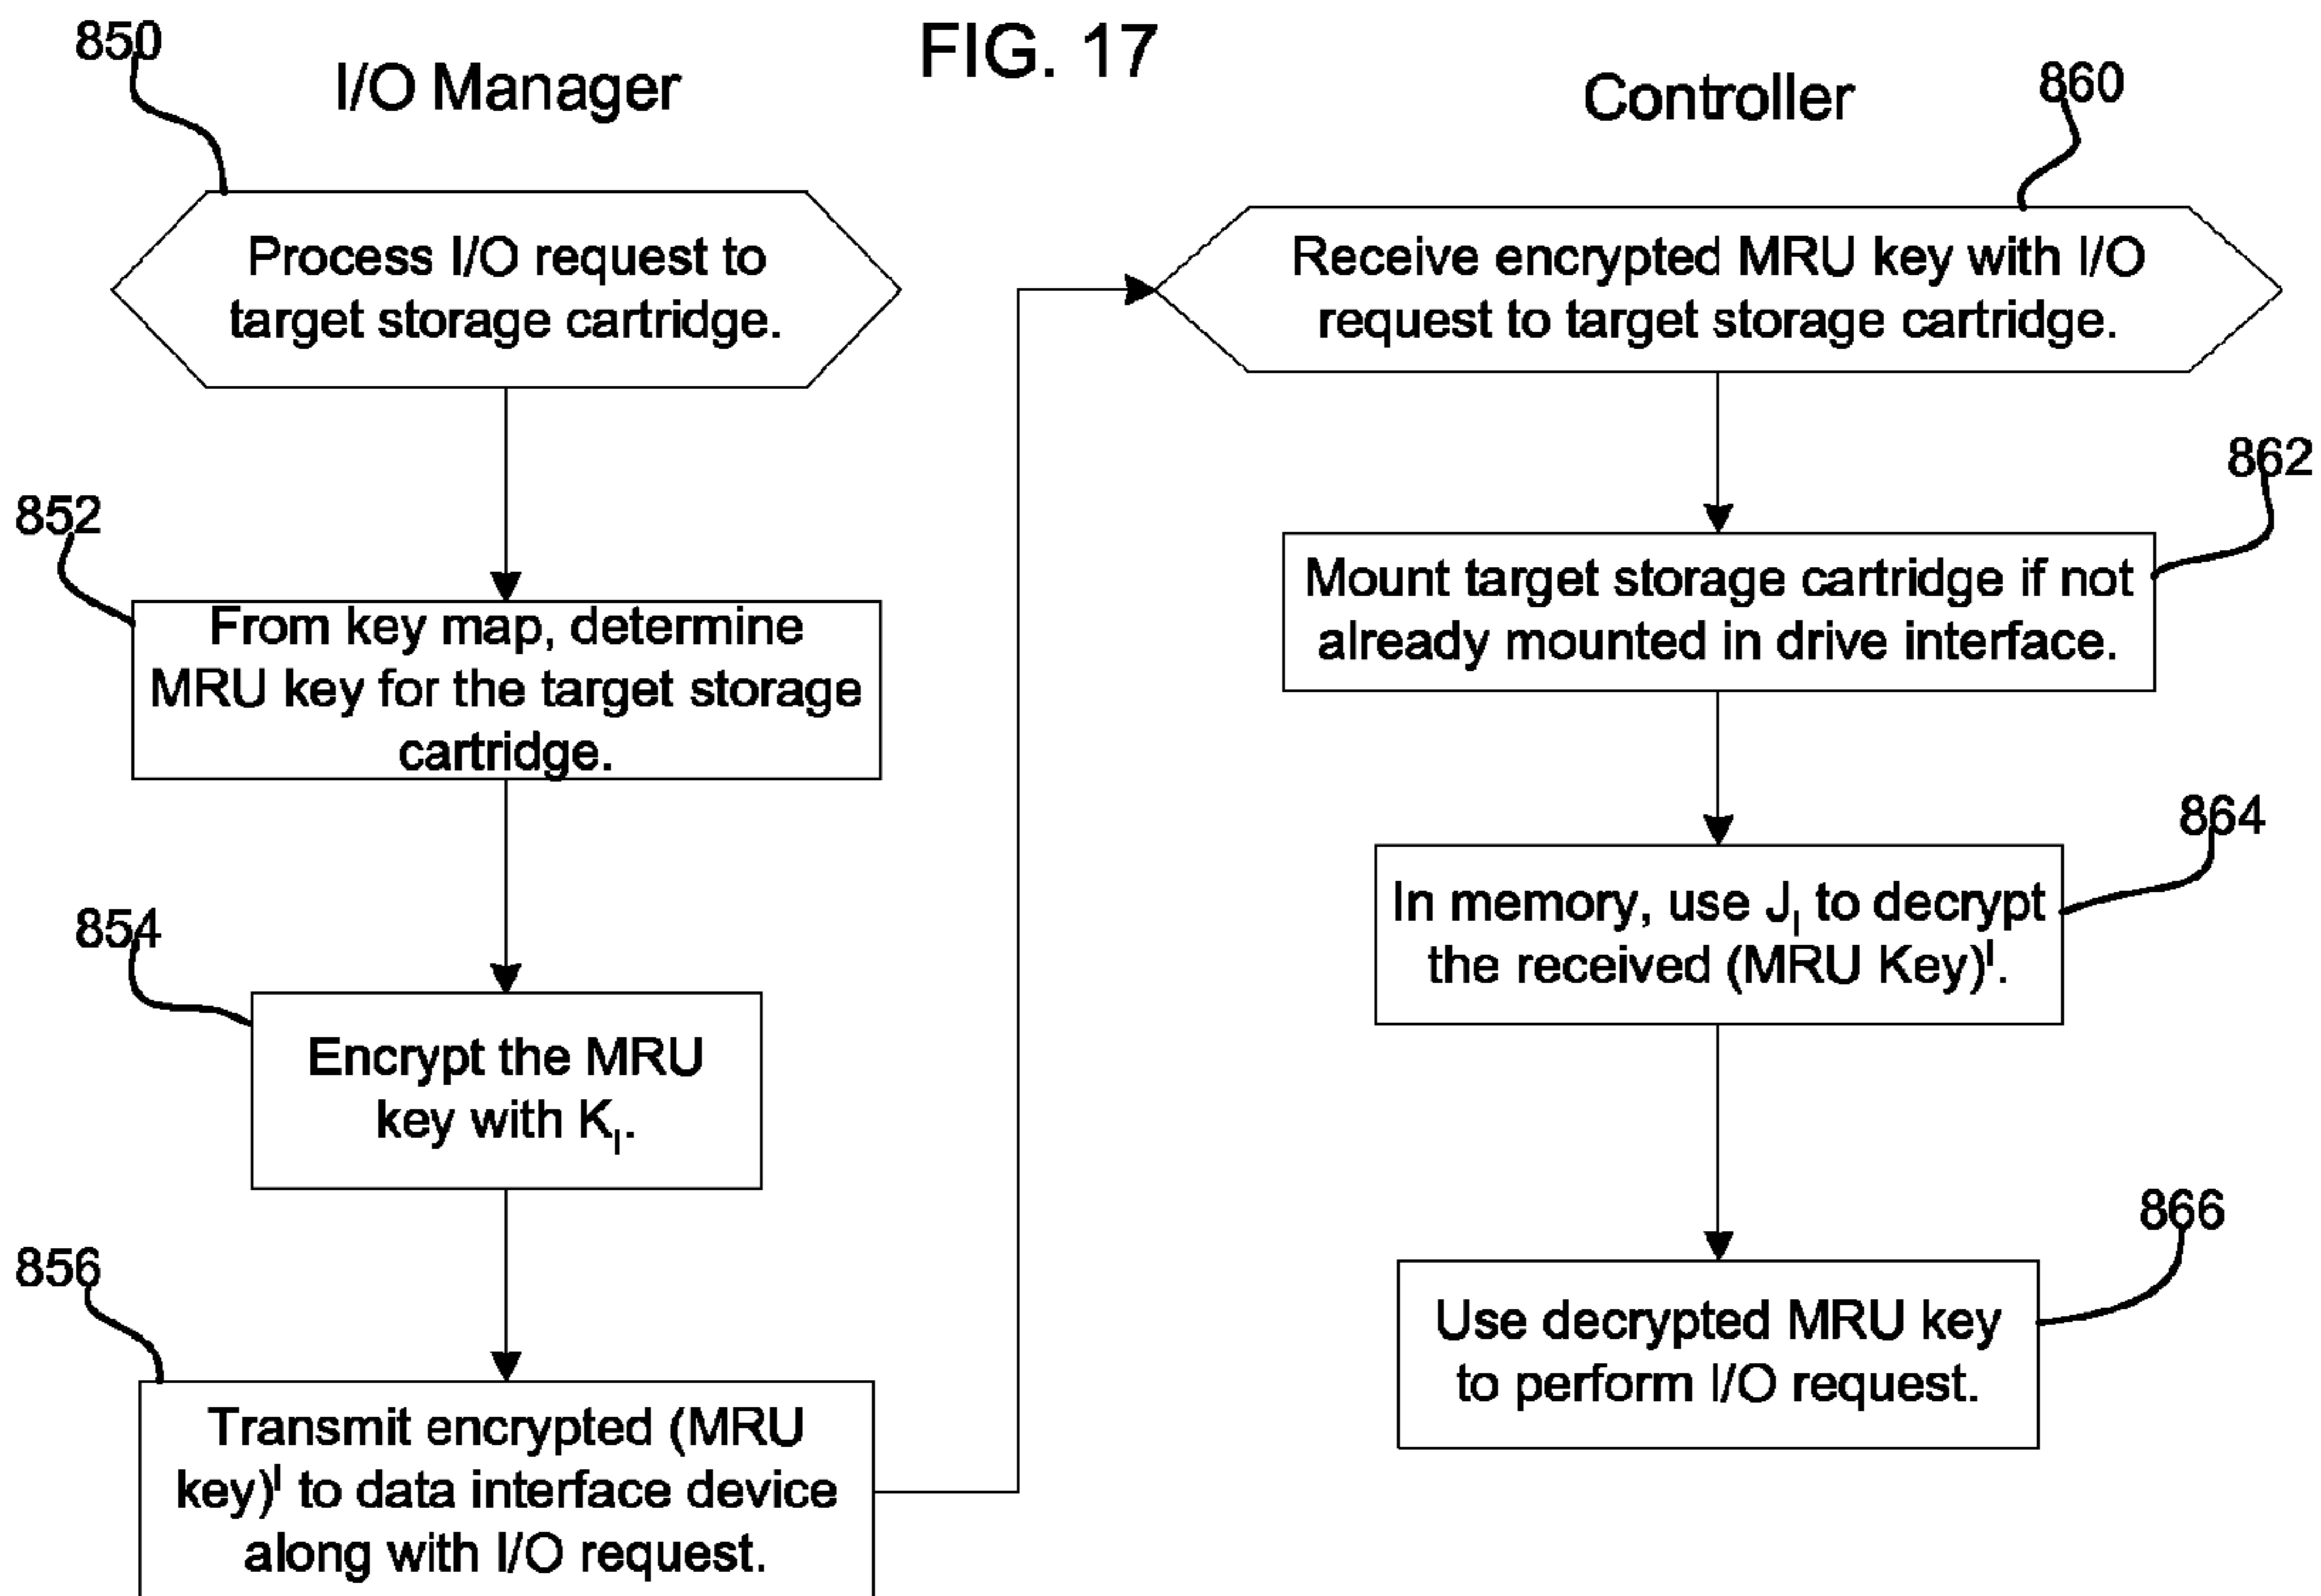 FIG. 17
850
I/O Manager
Process I/O request to
target storage cartridge.
852
From key map, determine
MRU key for the target storage
cartridge.
854
Encrypt the MRU
key with K_I.
856
Transmit encrypted (MRU
key)^I to data interface device
along with I/O request.
Controller
860
Receive encrypted MRU key with I/O
request to target storage cartridge.
862
Mount target storage cartridge if not
already mounted in drive interface.
864
In memory, use J_I to decrypt
the received (MRU Key)^I.
866
Use decrypted MRU key
to perform I/O request.